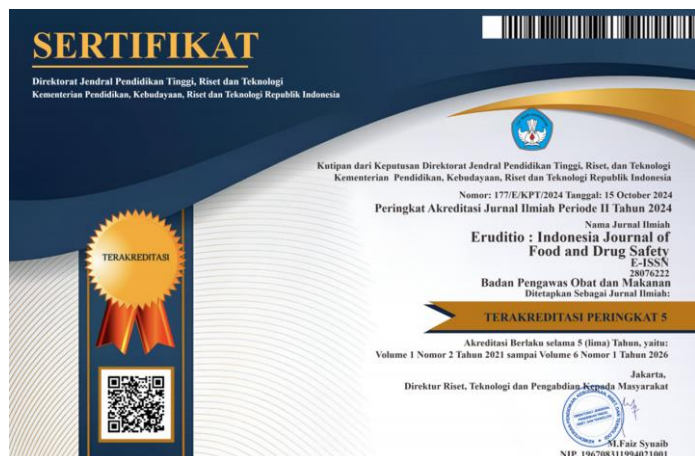 SERTIFIKAT
Direktorat Jendral Pendidikan Tinggi, Riset dan Teknologi
Kementerian Pendidikan, Kebudayaan, Riset dan Teknologi Republik Indonesia
Kutipan dari Keputusan Direktorat Jendral Pendidikan Tinggi, Riset, dan Teknologi
Kementerian Pendidikan, Kebudayaan, Riset dan Teknologi Republik Indonesia
Nomor: 177/E/KPT/2024 Tanggal: 15 October 2024
Peringkat Akreditasi Jurnal Ilmiah Periode II Tahun 2024
Nama Jurnal Ilmiah
Eruditio : Indonesia Journal of
Food and Drug Safety
E-ISSN
28076222
Badan Pengawas Obat dan Makanan
Ditetapkan Sebagai Jurnal Ilmiah:
TERAKREDITASI
TERAKREDITASI PERINGKAT 5
Akreditasi Berlaku selama 5 (lima) Tahun, yaitu:
Volume 1 Nomor 2 Tahun 2021 sampai Volume 6 Nomor 1 Tahun 2026
Jakarta,
Direktur Riset, Teknologi dan Pengabdian Kepada Masyarakat
M.Faiz Syuaib
NIP. 196708311994021001